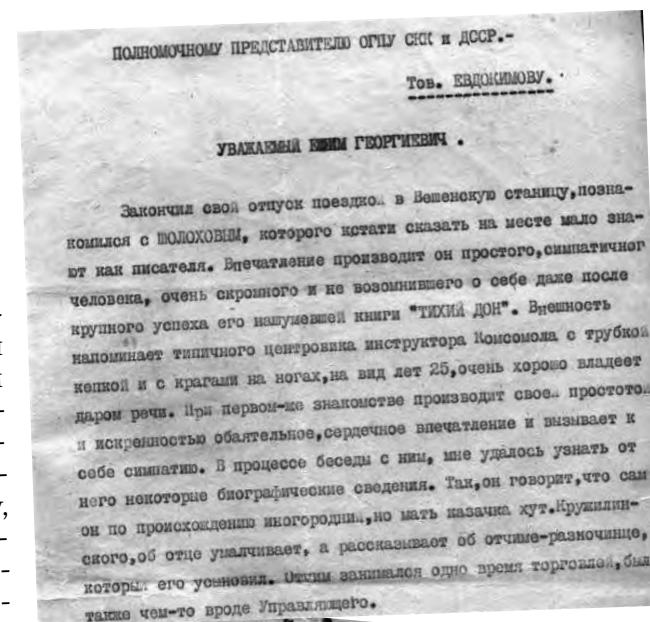 ПОЛНОМОЧНОМУ ПРЕДСТАВИТЕЛЮ ОГПУ СКК и ДССР.-
Тов. ЕВДОКИМОВУ.
УВАЖАЕМЫЙ ЕФИМ ГЕОРГИЕВИЧ .
Закончил свой отпуск поездкой в Вешенскую станицу,позна-
комился с ШОЛОХОВЫМ, которого кстати сказать на месте мало зна-
ют как писателя. Впечатление производит он простого,симпатичног
человека, очень скромного и не возомнившего о себе даже после
крупного успеха его нашумевшей книги "ТИХИЙ ДОН". Внешность
напоминает типичного центровика инструктора Комсомола с трубкой
кепкой и с крагами на ногах,на вид лет 25,очень хорошо владеет
даром речи. При первом-же знакомстве производит своей простотой
и искренностью обаятельное,сердечное впечатление и вызывает к
себе симпатию. В процессе беседы с ним, мне удалось узнать от
него некоторые биографические сведения. Так,он говорит,что сам
он по происхождению иногородний,но мать казачка хут.Кружилин-
ского,об отце умалчивает, а рассказывает об отчиме-разночинце,
который его усыновил. Отчим занимался одно время торговлей,был
также чем-то вроде Управляющего.